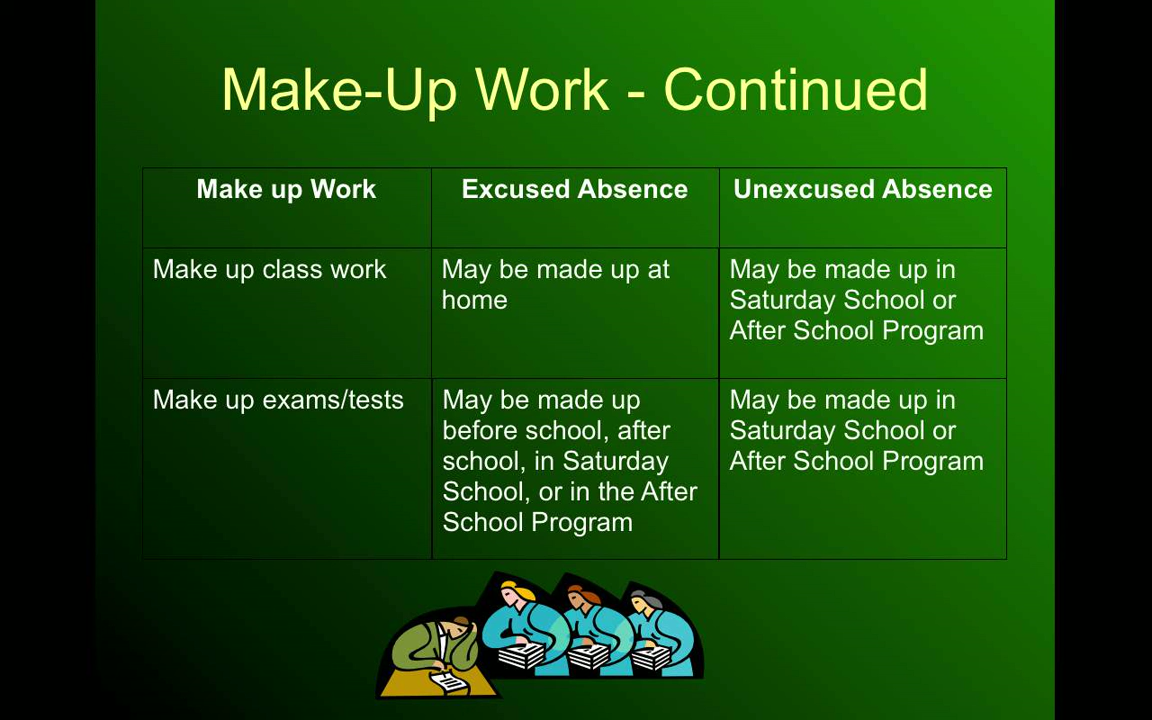 Make-Up Work - Continued
Make up Work
Excused Absence
Unexcused Absence
Make up class work
May be made up at
home
May be made up in
Saturday School or
After School Program
Make up exams/tests
May be made up
before school, after
school, in Saturday
School, or in the After
School Program
May be made up in
Saturday School or
After School Program